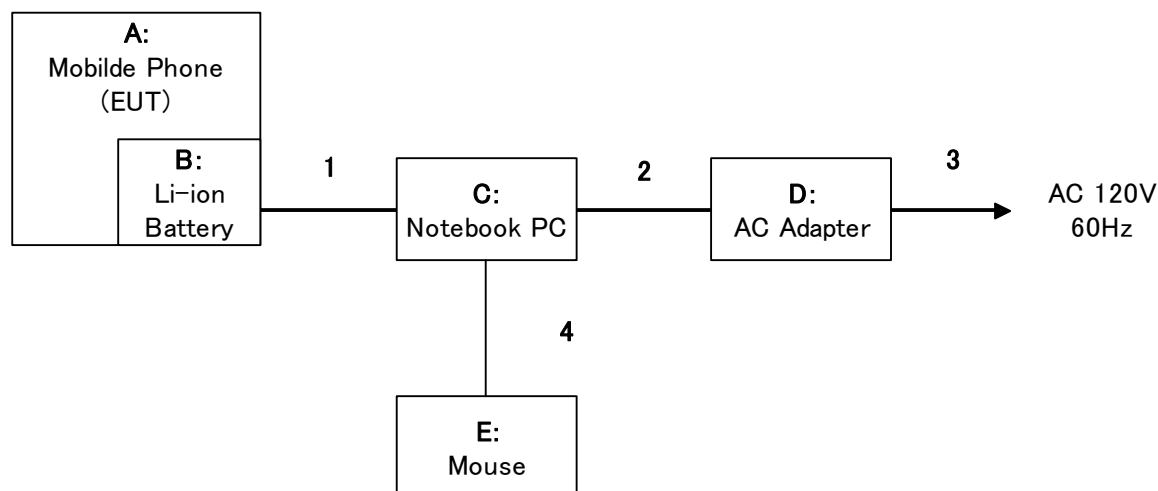 A:
Mobilde Phone
(EUT)
B:
Li-ion
Battery
1
C:
Notebook PC
2
D:
AC Adapter
3
AC 120V
60Hz
4
E:
Mouse